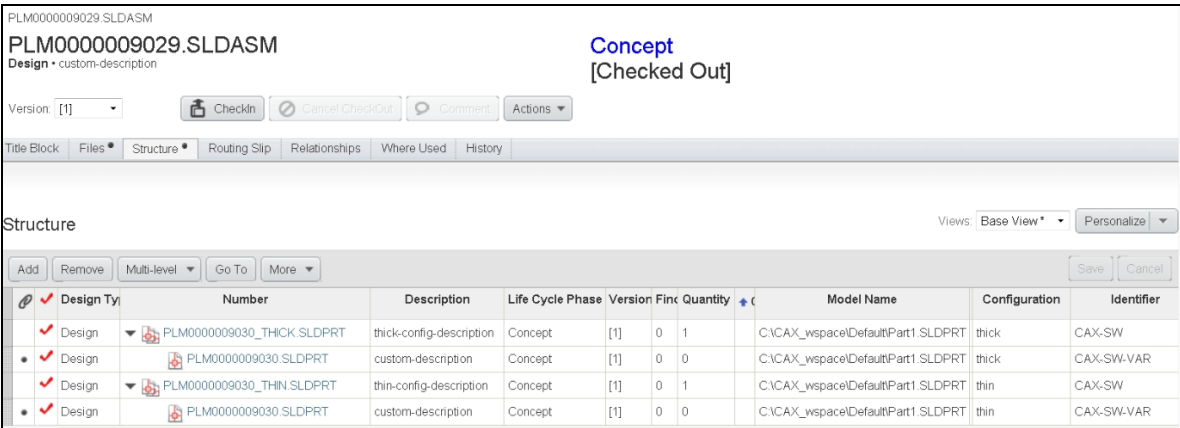 PLM0000009029.SLDASM
PLM0000009029.SLDASM
Design • custom-description
Concept
[Checked Out]
Version: [1] CheckIn Cancel CheckOut Comment Actions
Title Block Files Structure Routing Slip Relationships Where Used History
Structure
Views: Base View * Personalize
Add Remove Multi-level Go To More Save Cancel
Design Ty Number Description Life Cycle Phase Version Find Quantity Model Name Configuration Identifier
Design PLM0000009030_THICK.SLDPRT thick-config-description Concept [1] 0 1 C:\CAX_wspace\Default\Part1.SLDPRT thick CAX-SW
Design PLM0000009030.SLDPRT custom-description Concept [1] 0 0 C:\CAX_wspace\Default\Part1.SLDPRT thick CAX-SW-VAR
Design PLM0000009030_THIN.SLDPRT thin-config-description Concept [1] 0 1 C:\CAX_wspace\Default\Part1.SLDPRT thin CAX-SW
Design PLM0000009030.SLDPRT custom-description Concept [1] 0 0 C:\CAX_wspace\Default\Part1.SLDPRT thin CAX-SW-VAR